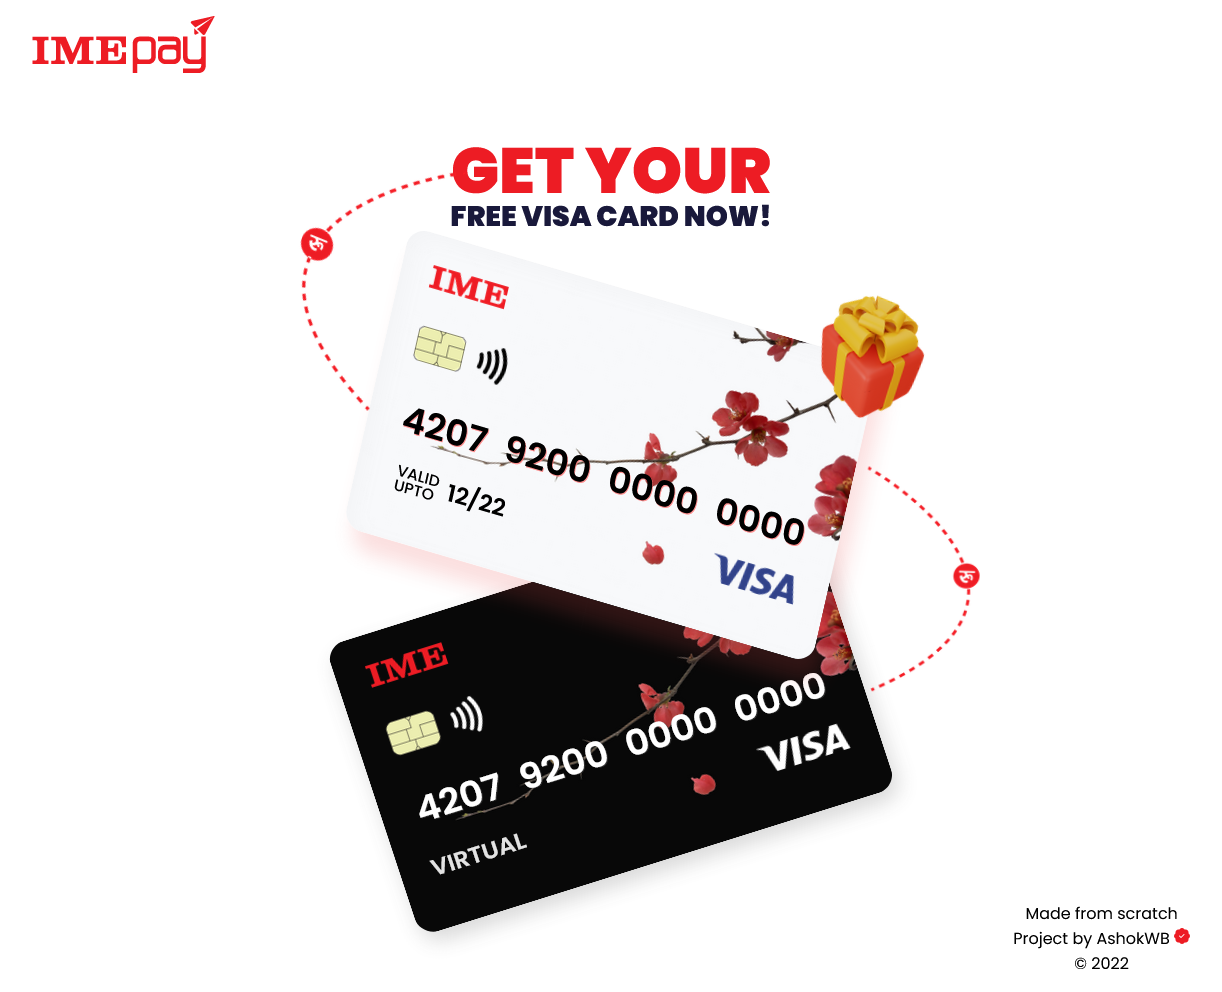 IMEpay
GET YOUR
FREE VISA CARD NOW!
रू
IME
4207 9200 0000 0000
VALID
UPTO 12/22
VISA
रू
IME
4207 9200 0000 0000
VISA
VIRTUAL
Made from scratch
Project by AshokWB
© 2022